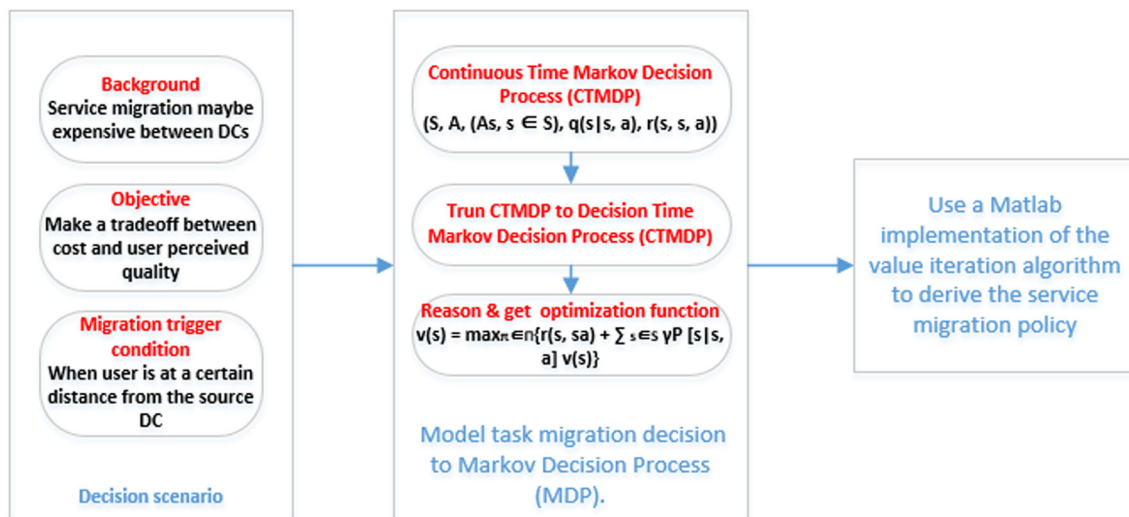 Background
Service migration maybe
expensive between DCs
Objective
Make a tradeoff between
cost and user perceived
quality
Migration trigger
condition
When user is at a certain
distance from the source
DC
Decision scenario
Continuous Time Markov Decision
Process (CTMDP)
(S, A, (As, s ∈ S), q(s|s, a), r(s, s, a))
Trun CTMDP to Decision Time
Markov Decision Process (CTMDP)
Reason & get optimization function
v(s) = maxπ∈Π{r(s, sa) + ∑ s∈s γP [s|s,
a] v(s)}
Model task migration decision
to Markov Decision Process
(MDP).
Use a Matlab
implementation of the
value iteration algorithm
to derive the service
migration policy